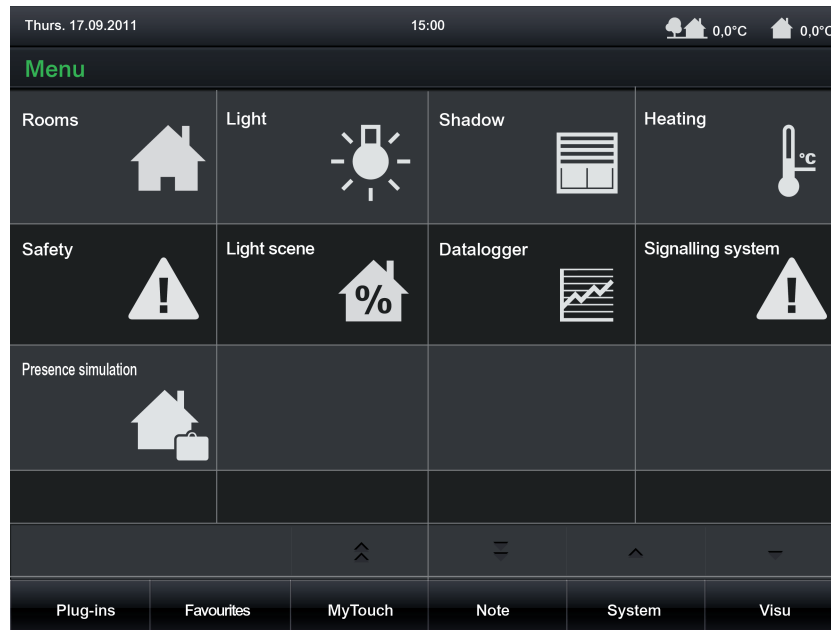 Thurs. 17.09.2011 15:00 0,0°C 0,0°C
Menu
Rooms Light Shadow Heating
°C
Safety Light scene Datalogger Signalling system
! % !
Presence simulation
Plug-ins Favourites MyTouch Note System Visu